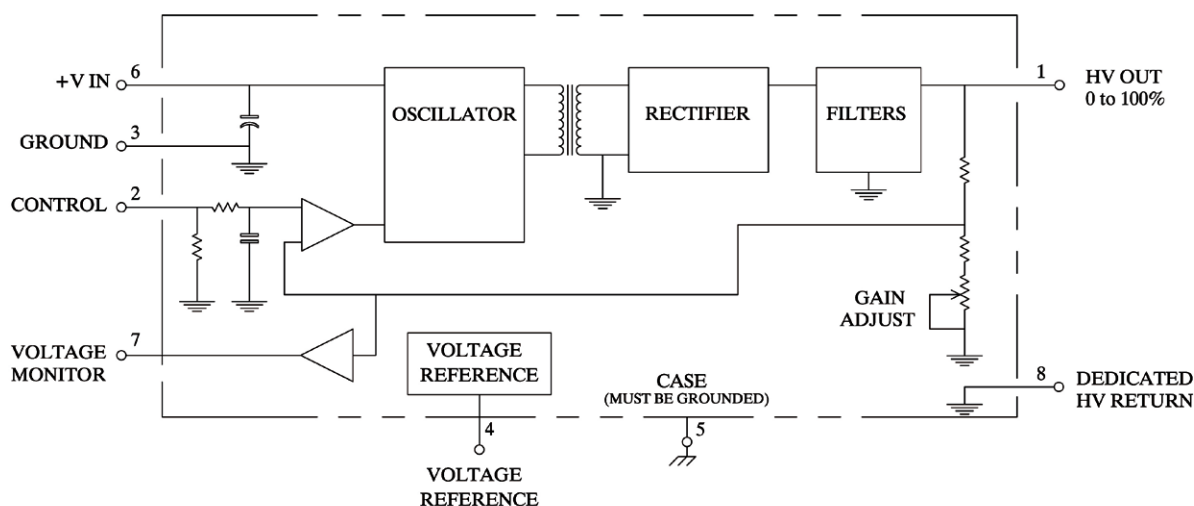 6
+V IN
3
GROUND
2
CONTROL
7
VOLTAGE
MONITOR
OSCILLATOR
RECTIFIER
FILTERS
1
HV OUT
0 to 100%
GAIN
ADJUST
VOLTAGE
REFERENCE
4
VOLTAGE
REFERENCE
CASE
(MUST BE GROUNDED)
5
8
DEDICATED
HV RETURN